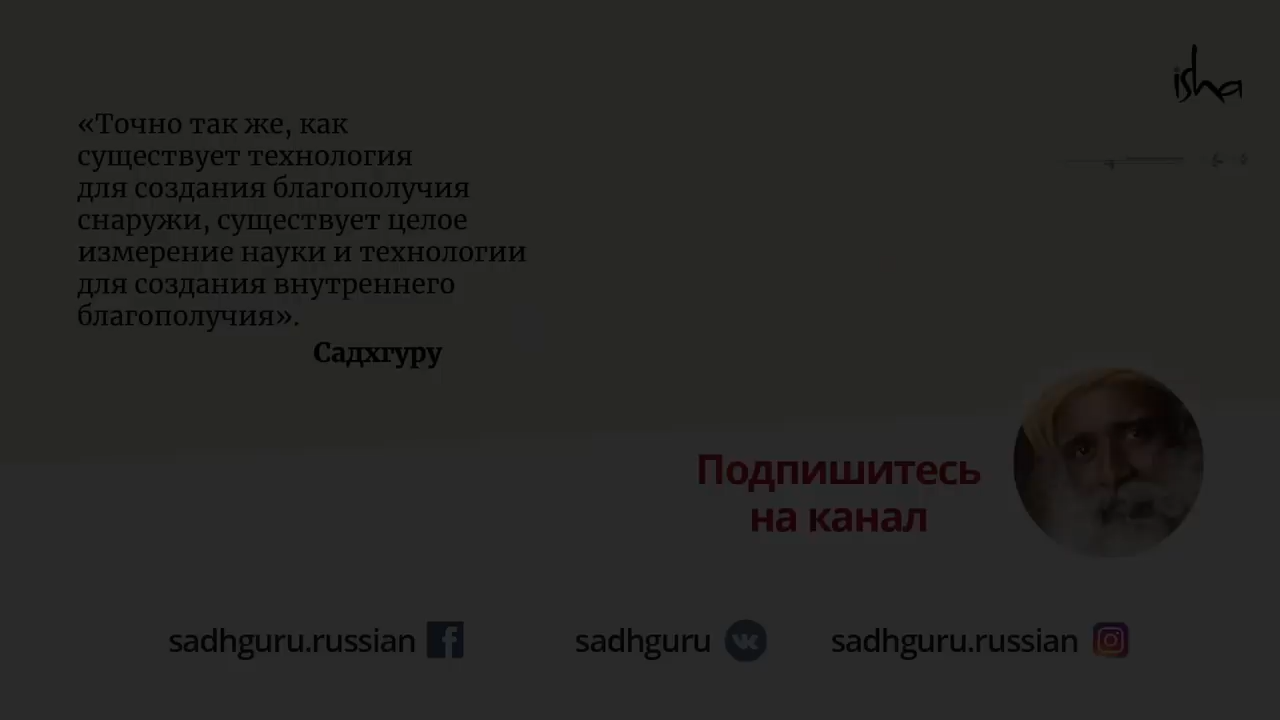 isha
«Точно так же, как
существует технология
для создания благополучия
снаружи, существует целое
измерение науки и технологии
для создания внутреннего
благополучия».
Садхгуру
Подпишитесь
на канал
sadhguru.russian
sadhguru
sadhguru.russian